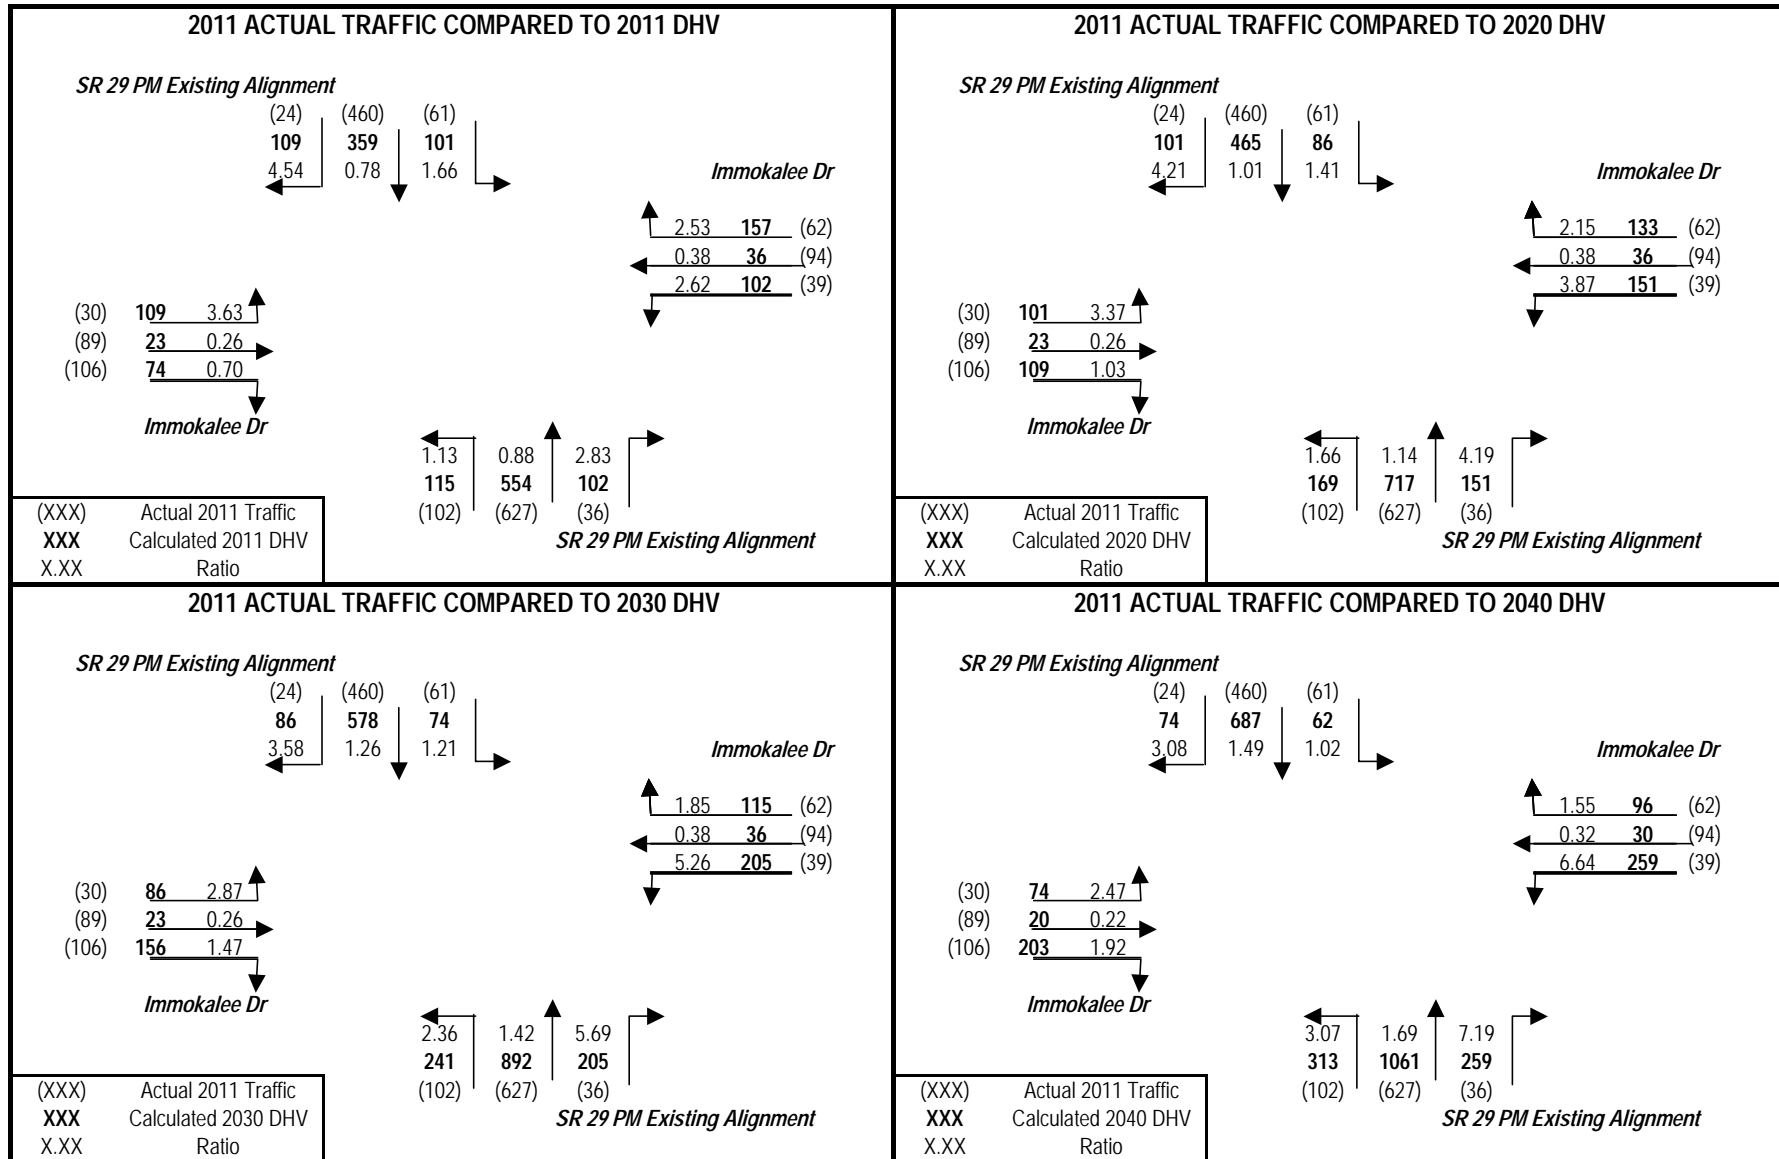 2011 ACTUAL TRAFFIC COMPARED TO 2011 DHV
SR 29 PM Existing Alignment
(24) (460) (61)
109 359 101
4.54 0.78 1.66
Immokalee Dr
2.53 157 (62)
0.38 36 (94)
2.62 102 (39)
(30) 109 3.63
(89) 23 0.26
(106) 74 0.70
Immokalee Dr
1.13 0.88 2.83
115 554 102
(102) (627) (36)
SR 29 PM Existing Alignment
(XXX) Actual 2011 Traffic
XXX Calculated 2011 DHV
X.XX Ratio
2011 ACTUAL TRAFFIC COMPARED TO 2020 DHV
SR 29 PM Existing Alignment
(24) (460) (61)
101 465 86
4.21 1.01 1.41
Immokalee Dr
2.15 133 (62)
0.38 36 (94)
3.87 151 (39)
(30) 101 3.37
(89) 23 0.26
(106) 109 1.03
Immokalee Dr
1.66 1.14 4.19
169 717 151
(102) (627) (36)
SR 29 PM Existing Alignment
(XXX) Actual 2011 Traffic
XXX Calculated 2020 DHV
X.XX Ratio
2011 ACTUAL TRAFFIC COMPARED TO 2030 DHV
SR 29 PM Existing Alignment
(24) (460) (61)
86 578 74
3.58 1.26 1.21
Immokalee Dr
1.85 115 (62)
0.38 36 (94)
5.26 205 (39)
(30) 86 2.87
(89) 23 0.26
(106) 156 1.47
Immokalee Dr
2.36 1.42 5.69
241 892 205
(102) (627) (36)
SR 29 PM Existing Alignment
(XXX) Actual 2011 Traffic
XXX Calculated 2030 DHV
X.XX Ratio
2011 ACTUAL TRAFFIC COMPARED TO 2040 DHV
SR 29 PM Existing Alignment
(24) (460) (61)
74 687 62
3.08 1.49 1.02
Immokalee Dr
1.55 96 (62)
0.32 30 (94)
6.64 259 (39)
(30) 74 2.47
(89) 20 0.22
(106) 203 1.92
Immokalee Dr
3.07 1.69 7.19
313 1061 259
(102) (627) (36)
SR 29 PM Existing Alignment
(XXX) Actual 2011 Traffic
XXX Calculated 2040 DHV
X.XX Ratio